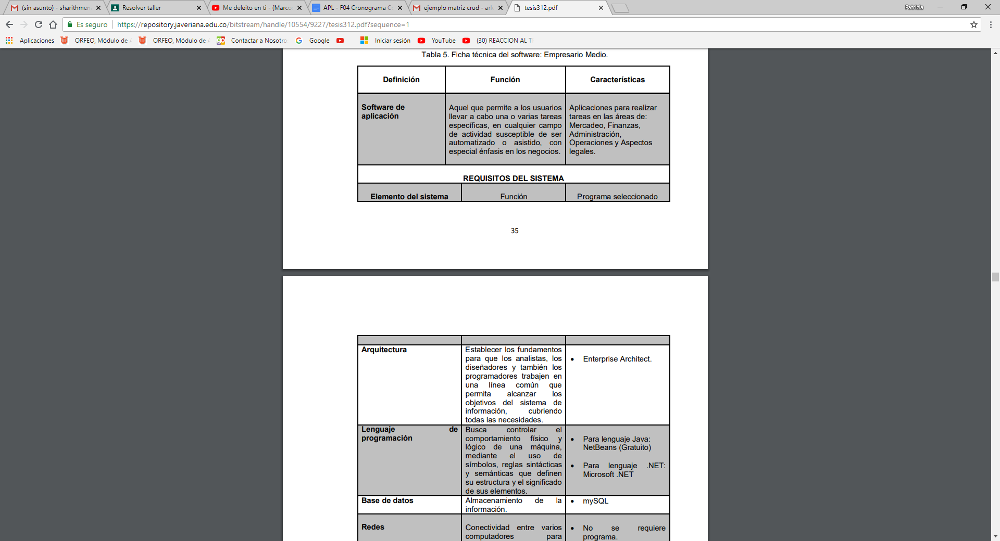 (sin asunto) - sharithmen
Resolver taller
Me deleito en ti - (Marco
APL - F04 Cronograma C
ejemplo matriz crud - arl
tesis312.pdf
Patricia
Es seguro
https://repository.javeriana.edu.co/bitstream/handle/10554/9227/tesis312.pdf?sequence=1
Aplicaciones
ORFEO, Módulo de
ORFEO, Módulo de
go
Contactar a Nosotro
Google
Iniciar sesión
YouTube
(30) REACCION AL T
Tabla 5. Ficha técnica del software: Empresario Medio.
Definición
Función
Características
Software de
aplicación
Aquel que permite a los usuarios
llevar a cabo una o varias tareas
específicas, en cualquier campo
de actividad susceptible de ser
automatizado o asistido, con
especial énfasis en los negocios.
Aplicaciones para realizar
tareas en las áreas de:
Mercadeo, Finanzas,
Administración,
Operaciones y Aspectos
legales.
REQUISITOS DEL SISTEMA
Elemento del sistema
Función
Programa seleccionado
35
Arquitectura
Establecer los fundamentos
para que los analistas, los
diseñadores y también los
programadores trabajen en
una línea común que
permita alcanzar los
objetivos del sistema de
información, cubriendo
todas las necesidades.
• Enterprise Architect.
Lenguaje de
programación
Busca controlar el
comportamiento físico y
lógico de una máquina,
mediante el uso de
símbolos, reglas sintácticas
y semánticas que definen
su estructura y el significado
de sus elementos.
• Para lenguaje Java:
NetBeans (Gratuito)
• Para lenguaje .NET:
Microsoft .NET
Base de datos
Almacenamiento de la
información.
• mySQL
Redes
Conectividad entre varios
computadores para
• No se requiere
programa.